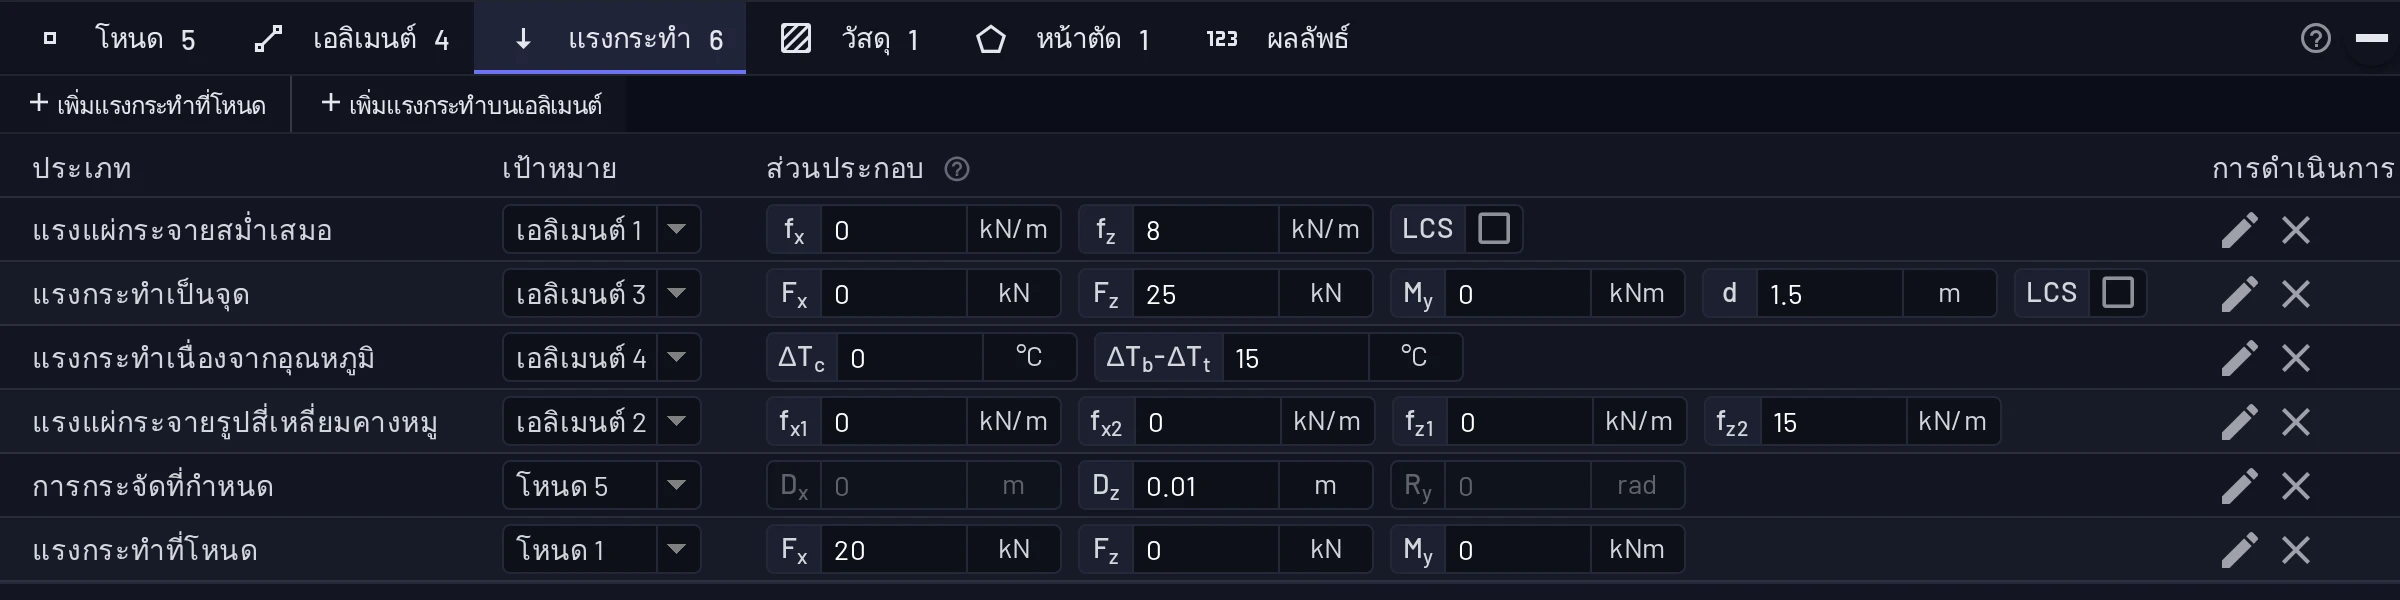 โหนด 5 เอลิเมนต์ 4 แรงกระทำ 6 วัสดุ 1 หน้าตัด 1 123 ผลลัพธ์
+ เพิ่มแรงกระทำที่โหนด + เพิ่มแรงกระทำบนเอลิเมนต์
ประเภท เป้าหมาย ส่วนประกอบ การดำเนินการ
แรงแผ่กระจายสม่ำเสมอ เอลิเมนต์ 1 fx 0 kN/m fz 8 kN/m LCS
แรงกระทำเป็นจุด เอลิเมนต์ 3 Fx 0 kN Fz 25 kN My 0 kNm d 1.5 m LCS
แรงกระทำเนื่องจากอุณหภูมิ เอลิเมนต์ 4 ΔTc 0 °C ΔTb-ΔTt 15 °C
แรงแผ่กระจายรูปสี่เหลี่ยมคางหมู เอลิเมนต์ 2 fx1 0 kN/m fx2 0 kN/m fz1 0 kN/m fz2 15 kN/m
การกระจัดที่กำหนด โหนด 5 Dx 0 m Dz 0.01 m Ry 0 rad
แรงกระทำที่โหนด โหนด 1 Fx 20 kN Fz 0 kN My 0 kNm